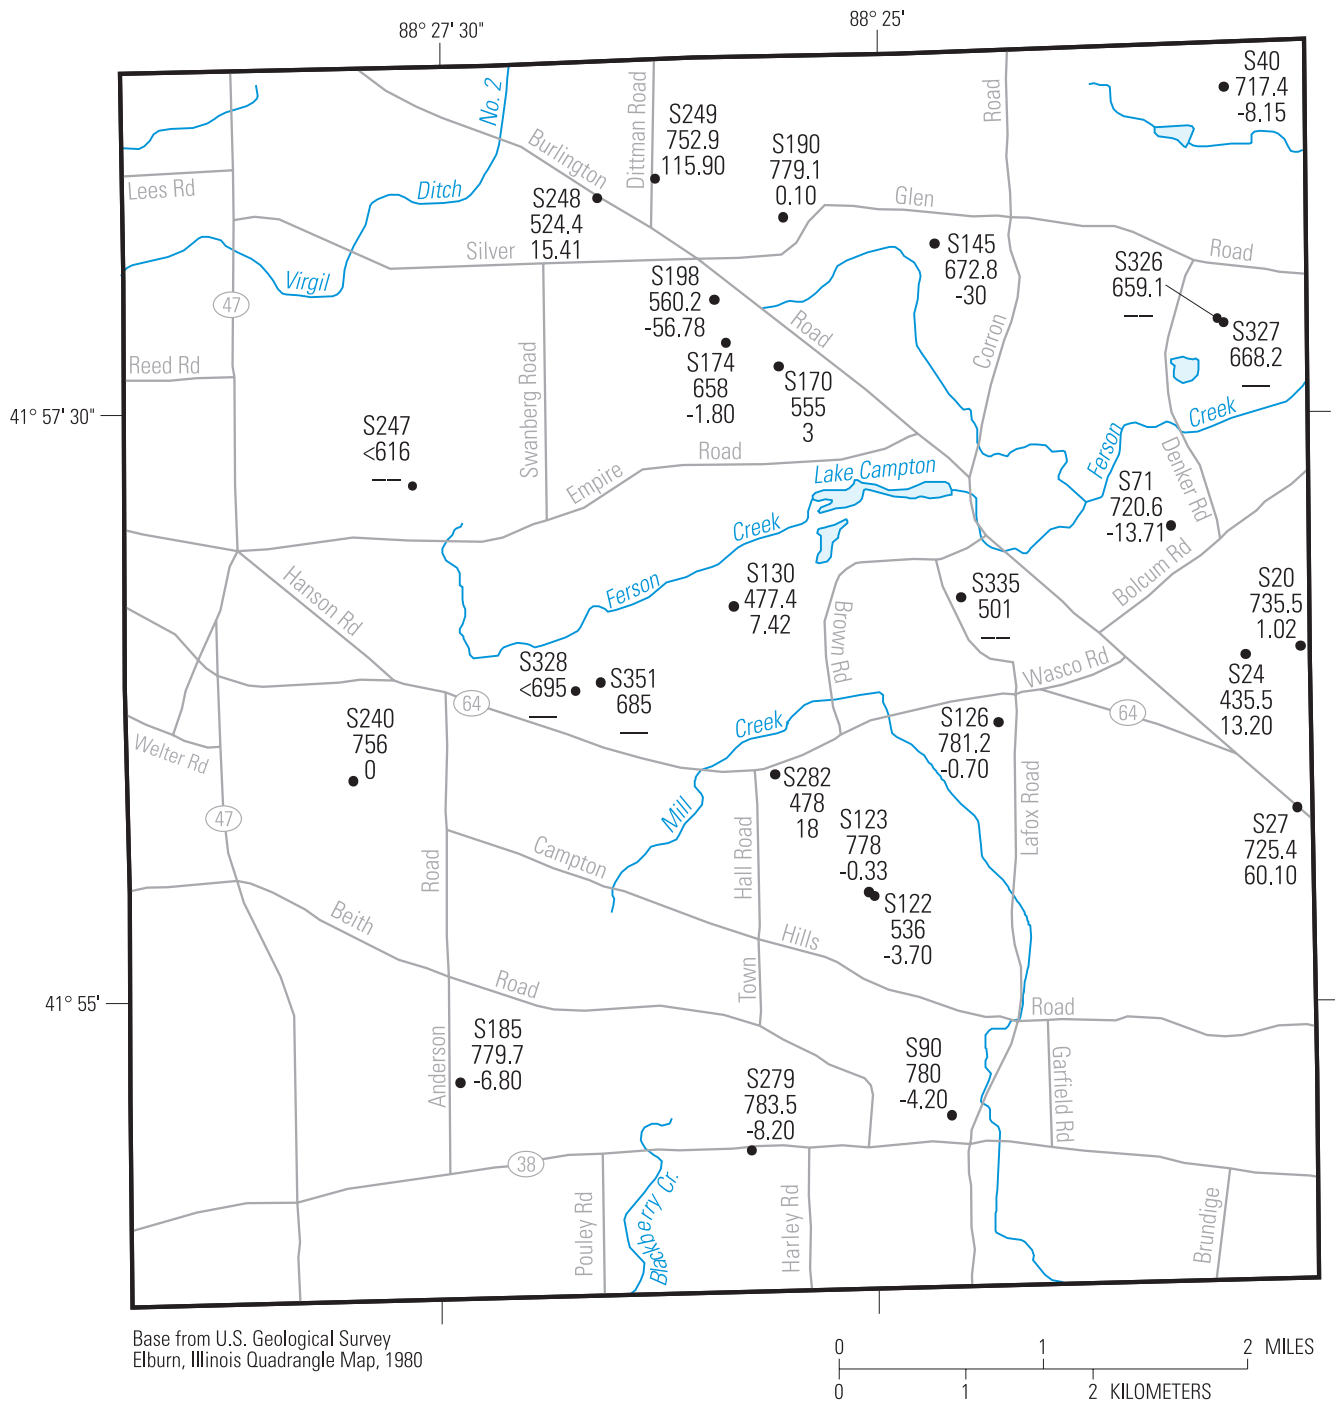 88° 27' 30"
88° 25'
S40
717.4
-8.15
No. 2
Dittman Road
Road
S249
752.9
115.90
Burlington
S190
779.1
0.10
Lees Rd
Ditch
S248
524.4
15.41
Glen
Silver
S145
672.8
-30
Road
S326
659.1
——
Virgil
S198
560.2
-56.78
47
Road
S327
668.2
——
Corron
Reed Rd
Swanberg Road
S174
658
-1.80
S170
555
3
41° 57' 30"
S247
<616
——
Creek
Ferson
Road
Denker Rd
Empire
Lake Campton
S71
720.6
-13.71
Creek
Hanson Rd
Ferson
S130
477.4
7.42
S335
501
——
Bolcum Rd
S20
735.5
1.02
Brown Rd
S328
<695
——
S351
685
——
Wasco Rd
S24
435.5
13.20
64
64
S240
756
0
Creek
S126
781.2
-0.70
Welter Rd
S282
478
18
Mill
47
Lafox Road
S123
778
-0.33
S27
725.4
60.10
Campton
Hall Road
Road
S122
536
-3.70
Beith
Hills
Road
Town
41° 55'
Road
S185
779.7
-6.80
Anderson
S90
780
-4.20
Garfield Rd
S279
783.5
-8.20
38
Pouley Rd
Blackberry Cr.
Harley Rd
Brundige
Base from U.S. Geological Survey
Elburn, Illinois Quadrangle Map, 1980
0 1 2 MILES
0 1 2 KILOMETERS